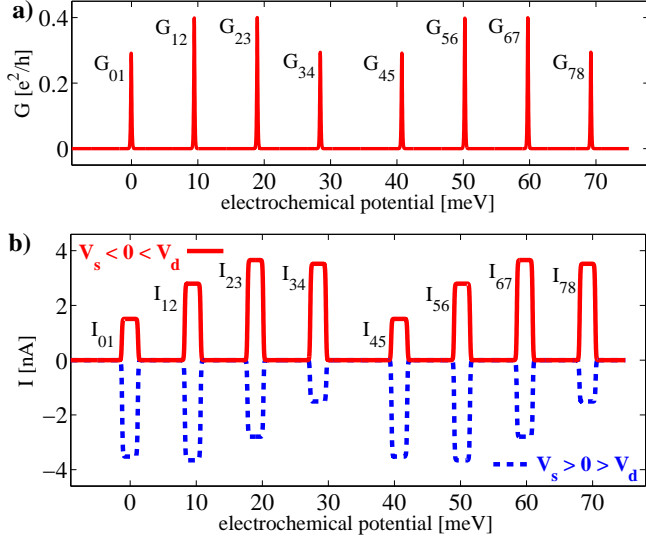 a)
G [e²/h]
0.4
0.2
0
G₀₁
G₁₂
G₂₃
G₃₄
G₄₅
G₅₆
G₆₇
G₇₈
0 10 20 30 40 50 60 70
electrochemical potential [meV]
b)
I [nA]
4
2
0
−2
−4
V_s < 0 < V_d
I₀₁
I₁₂
I₂₃
I₃₄
I₄₅
I₅₆
I₆₇
I₇₈
V_s > 0 > V_d
0 10 20 30 40 50 60 70
electrochemical potential [meV]